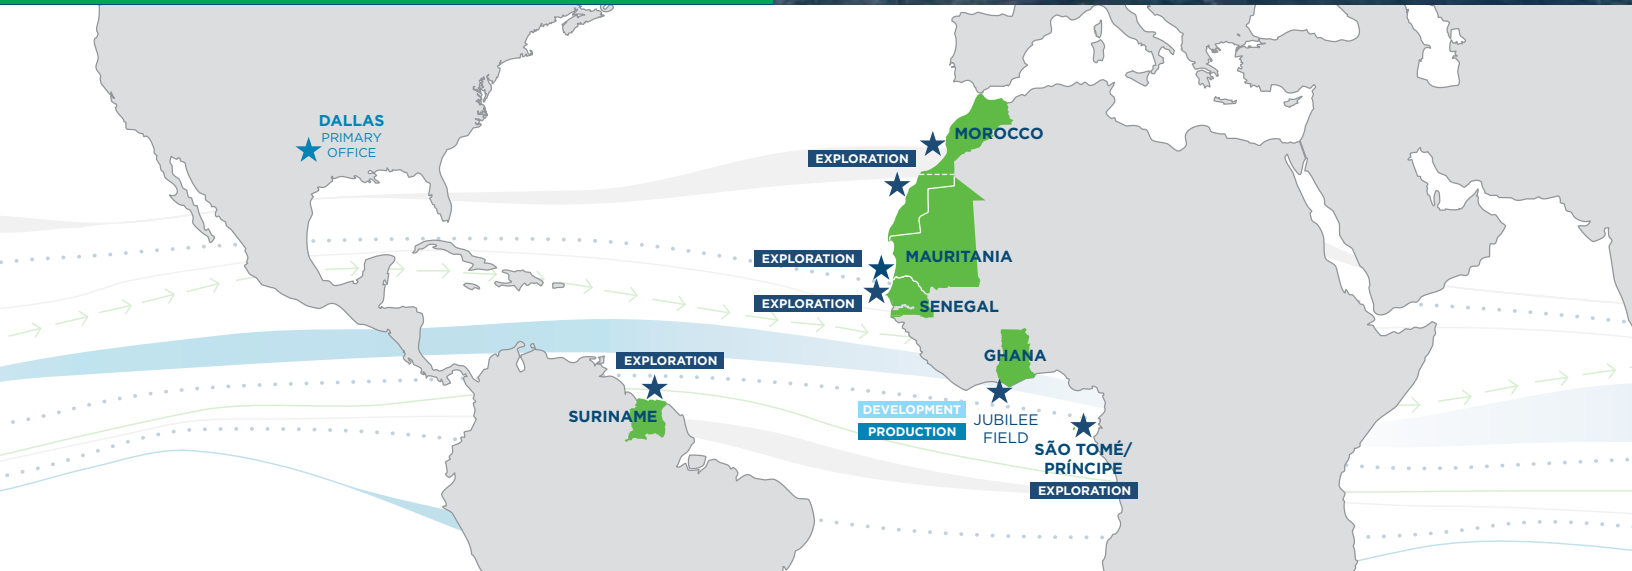 DALLAS
PRIMARY
OFFICE
MOROCCO
EXPLORATION
EXPLORATION
MAURITANIA
EXPLORATION
SENEGAL
GHANA
EXPLORATION
SURINAME
DEVELOPMENT
PRODUCTION
JUBILEE
FIELD
SÃO TOMÉ/
PRÍNCIPE
EXPLORATION